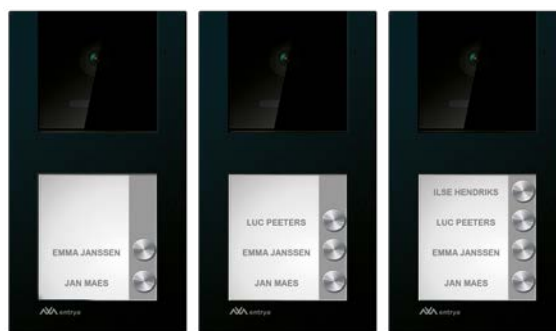 EMMA JANSSEN
JAN MAES
entrya
LUC PEETERS
EMMA JANSSEN
JAN MAES
entrya
ILSE HENDRIKS
LUC PEETERS
EMMA JANSSEN
JAN MAES
entrya